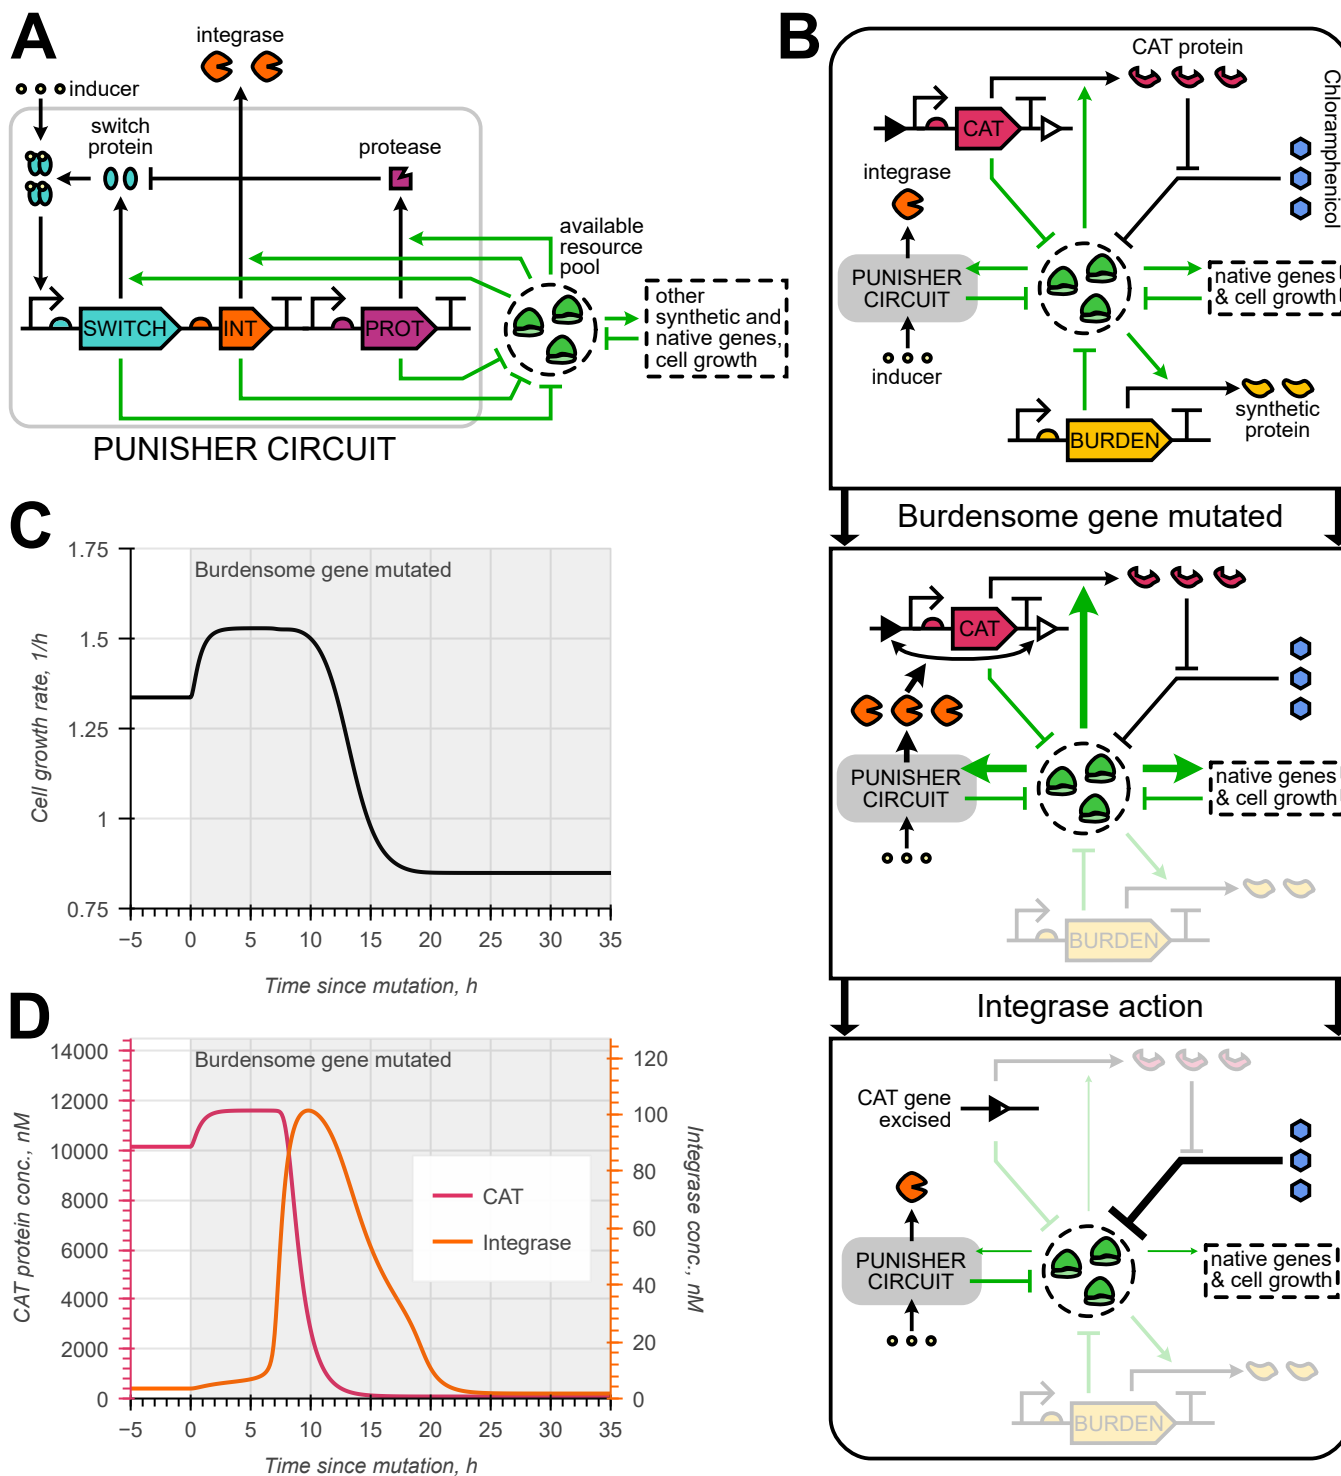 A
integrase
inducer
switch
protein
protease
available
resource
pool
SWITCH
INT
PROT
other
synthetic and
native genes,
cell growth
PUNISHER CIRCUIT
B
CAT protein
CAT
Chloramphenicol
integrase
PUNISHER
CIRCUIT
inducer
native genes
& cell growth
BURDEN
synthetic
protein
Burdensome gene mutated
CAT
PUNISHER
CIRCUIT
native genes
& cell growth
BURDEN
Integrase action
CAT gene
excised
PUNISHER
CIRCUIT
native genes
& cell growth
BURDEN
C
Burdensome gene mutated
Cell growth rate, 1/h
1.75
1.5
1.25
1
0.75
−5 0 5 10 15 20 25 30 35
Time since mutation, h
D
Burdensome gene mutated
CAT protein conc., nM
14000
12000
10000
8000
6000
4000
2000
0
CAT
Integrase
120
100
80
60
40
20
0
Integrase conc., nM
−5 0 5 10 15 20 25 30 35
Time since mutation, h